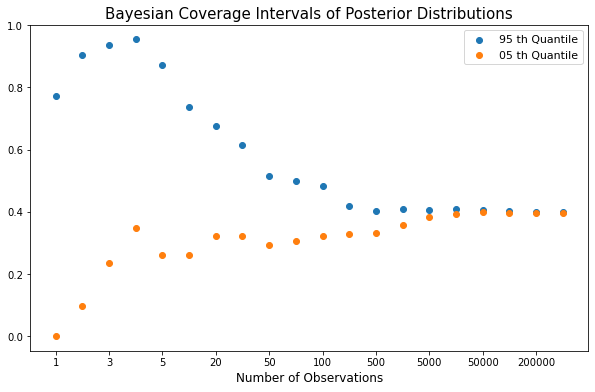 Bayesian Coverage Intervals of Posterior Distributions
95 th Quantile
05 th Quantile
1.0
0.8
0.6
0.4
0.2
0.0
1 3 5 20 50 100 500 5000 50000 200000
Number of Observations